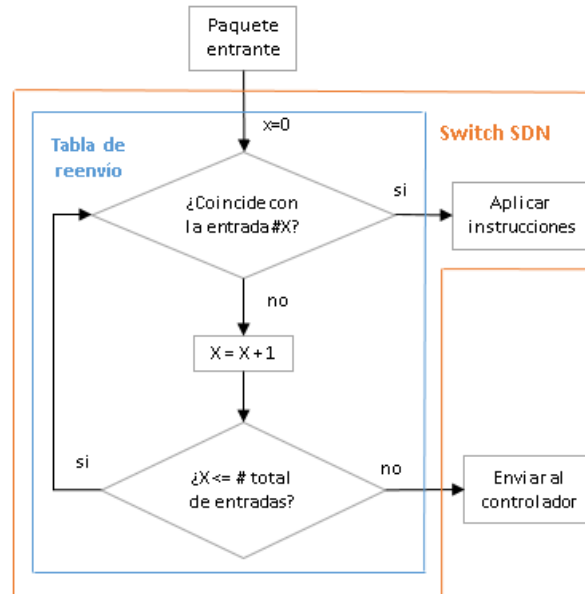 Paquete
entrante
x=0
Switch SDN
Tabla de
reenvío
¿Coincide con
la entrada #X?
si
Aplicar
instrucciones
no
X = X + 1
si
¿X<= # total
de entradas?
no
Enviar al
controlador